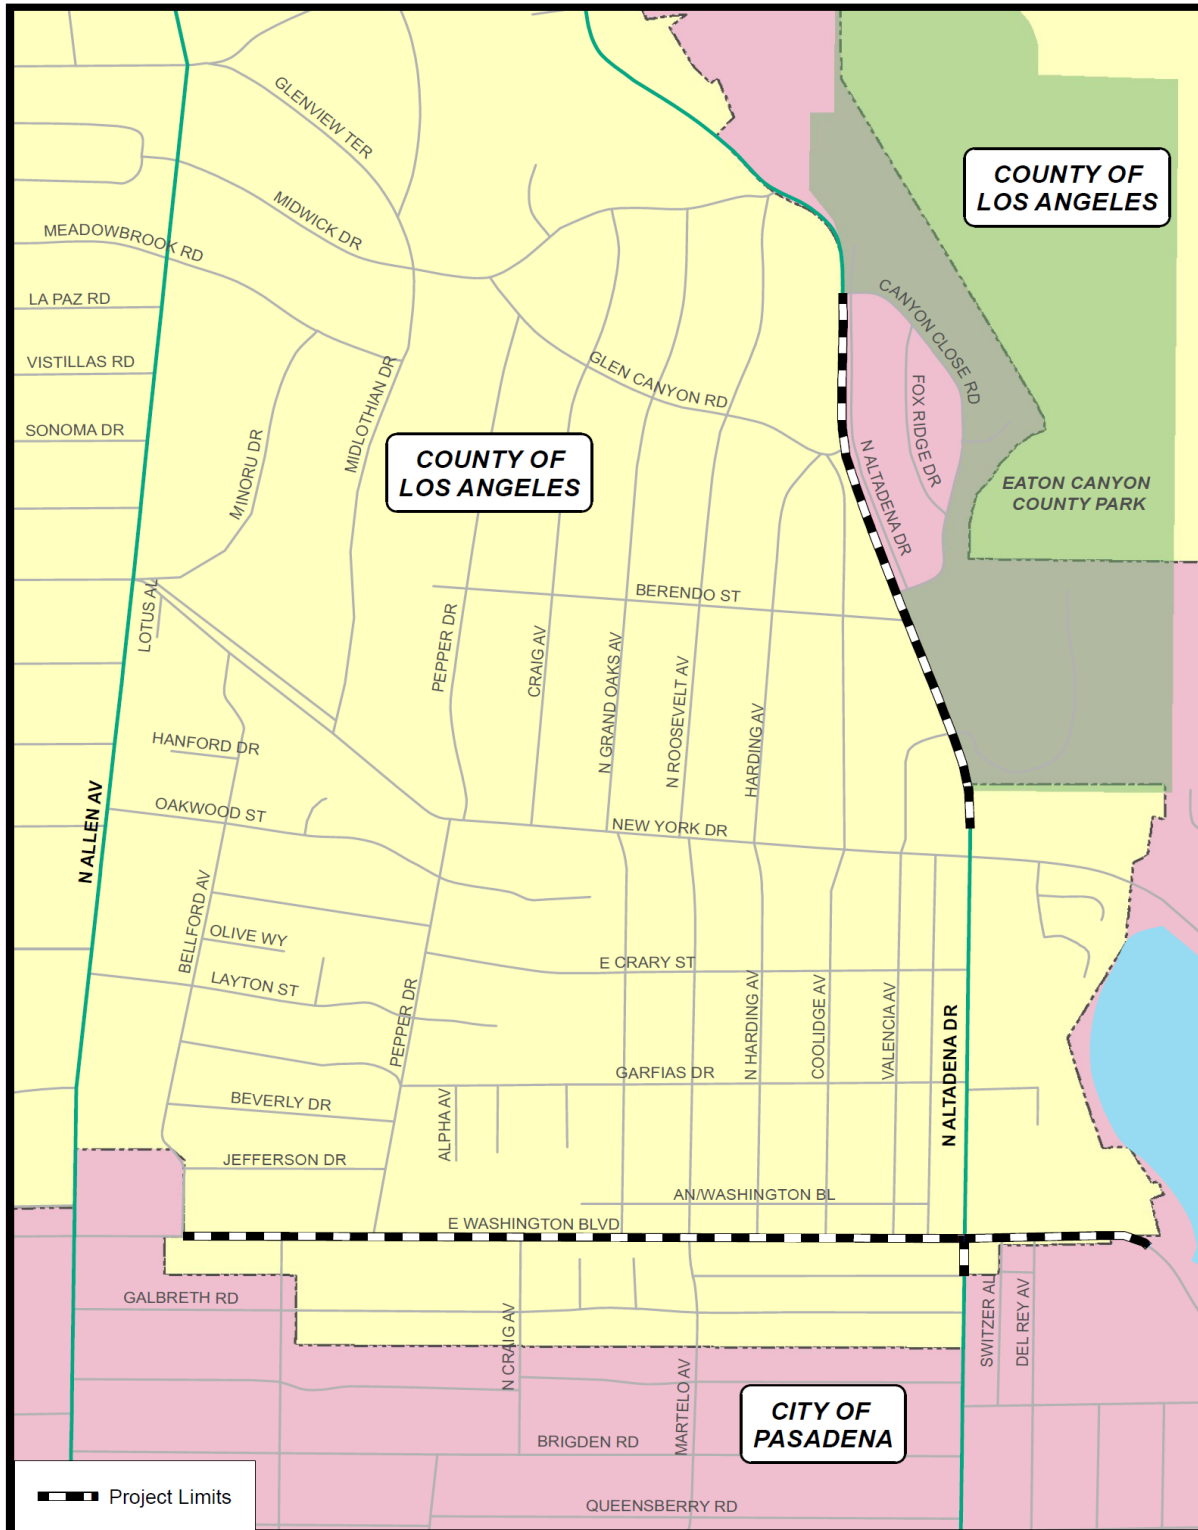 GLENVIEW TER
COUNTY OF
LOS ANGELES
MIDWICK DR
MEADOWBROOK RD
LA PAZ RD
CANYON CLOSE RD
VISTILLAS RD
GLEN CANYON RD
FOX RIDGE DR
SONOMA DR
MINORU DR
MIDLOTHIAN DR
COUNTY OF
LOS ANGELES
N ALTADENA DR
EATON CANYON
COUNTY PARK
LOTUS AL
BERENDO ST
PEPPER DR
CRAIG AV
N GRAND OAKS AV
N ROOSEVELT AV
HARDING AV
HANFORD DR
N ALLEN AV
OAKWOOD ST
NEW YORK DR
BELLFORD AV
OLIVE WY
E CRARY ST
LAYTON ST
PEPPER DR
N HARDING AV
COOLIDGE AV
VALENCIA AV
N ALTADENA DR
GARFIAS DR
BEVERLY DR
ALPHA AV
JEFFERSON DR
AN/WASHINGTON BL
E WASHINGTON BLVD
GALBRETH RD
N CRAIG AV
SWITZER AL
DEL REY AV
MARTELO AV
CITY OF
PASADENA
BRIGDEN RD
Project Limits
QUEENSBERRY RD